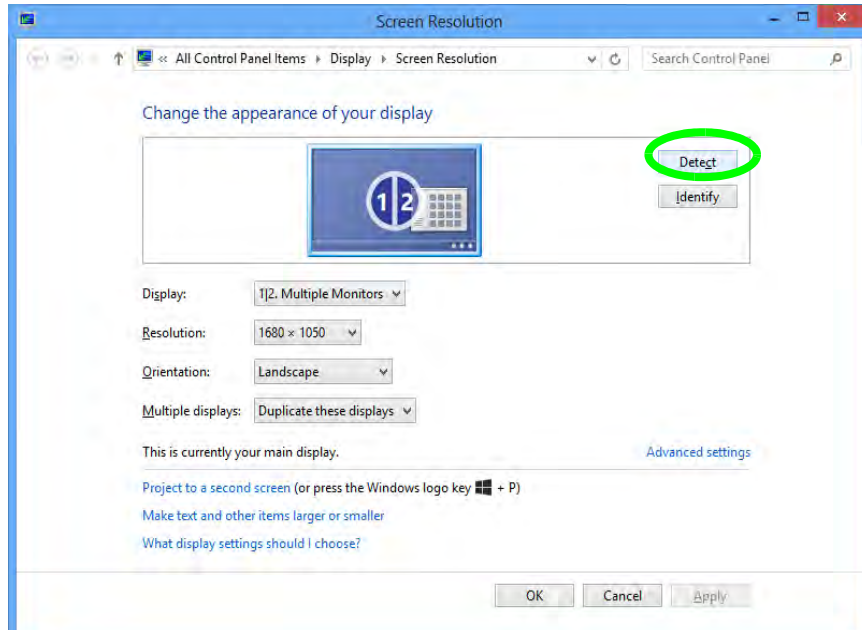 Screen Resolution
« All Control Panel Items Display Screen Resolution Search Control Panel
Change the appearance of your display
Detect
1 2
Identify
Display: 1|2. Multiple Monitors
Resolution: 1680 × 1050
Orientation: Landscape
Multiple displays: Duplicate these displays
This is currently your main display. Advanced settings
Project to a second screen (or press the Windows logo key + P)
Make text and other items larger or smaller
What display settings should I choose?
OK Cancel Apply